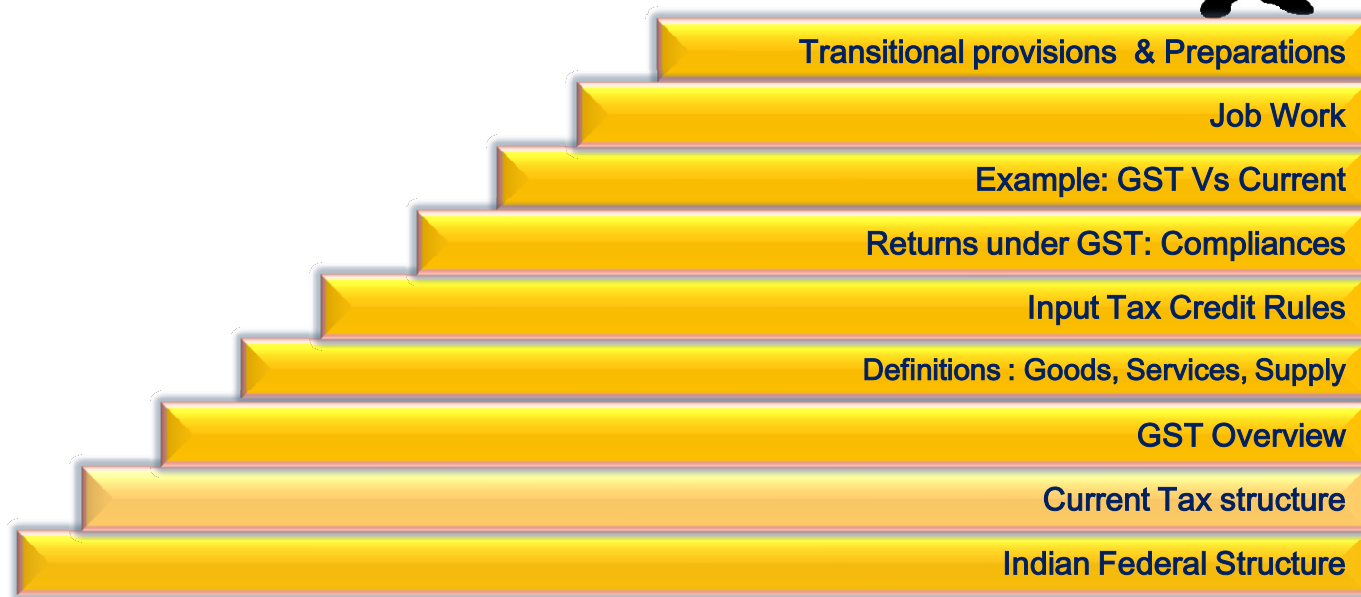 Transitional provisions  & Preparations
Job Work
Example: GST Vs Current
Returns under GST: Compliances
Input Tax Credit Rules
Definitions : Goods, Services, Supply
GST Overview
Current Tax structure
Indian Federal Structure